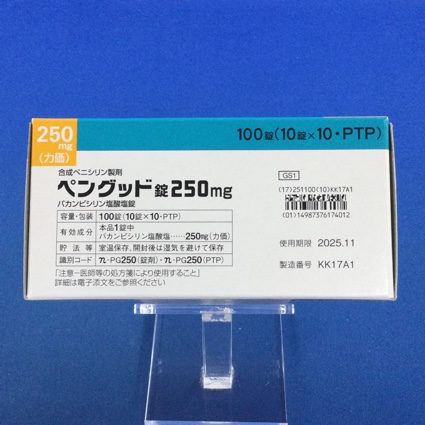 250
mg
(力価)
100錠(10錠×10・PTP)
合成ペニシリン製剤
ペングッド錠250mg
バカンピシリン塩酸塩錠
容量・包装 100錠(10錠×10・PTP)
有効成分 本品1錠中
バカンピシリン塩酸塩……250mg(力価)
貯法等 室温保存、開封後は湿気を避けて保存
識別コード π・PG250(錠剤)・π・PG250(PTP)
「注意-医師等の処方箋により使用すること」
詳細は電子添文をご参照ください
GS1
(17)251100(10)KK17A1
(01)14987376174012
使用期限 2025.11
製造番号 KK17A1